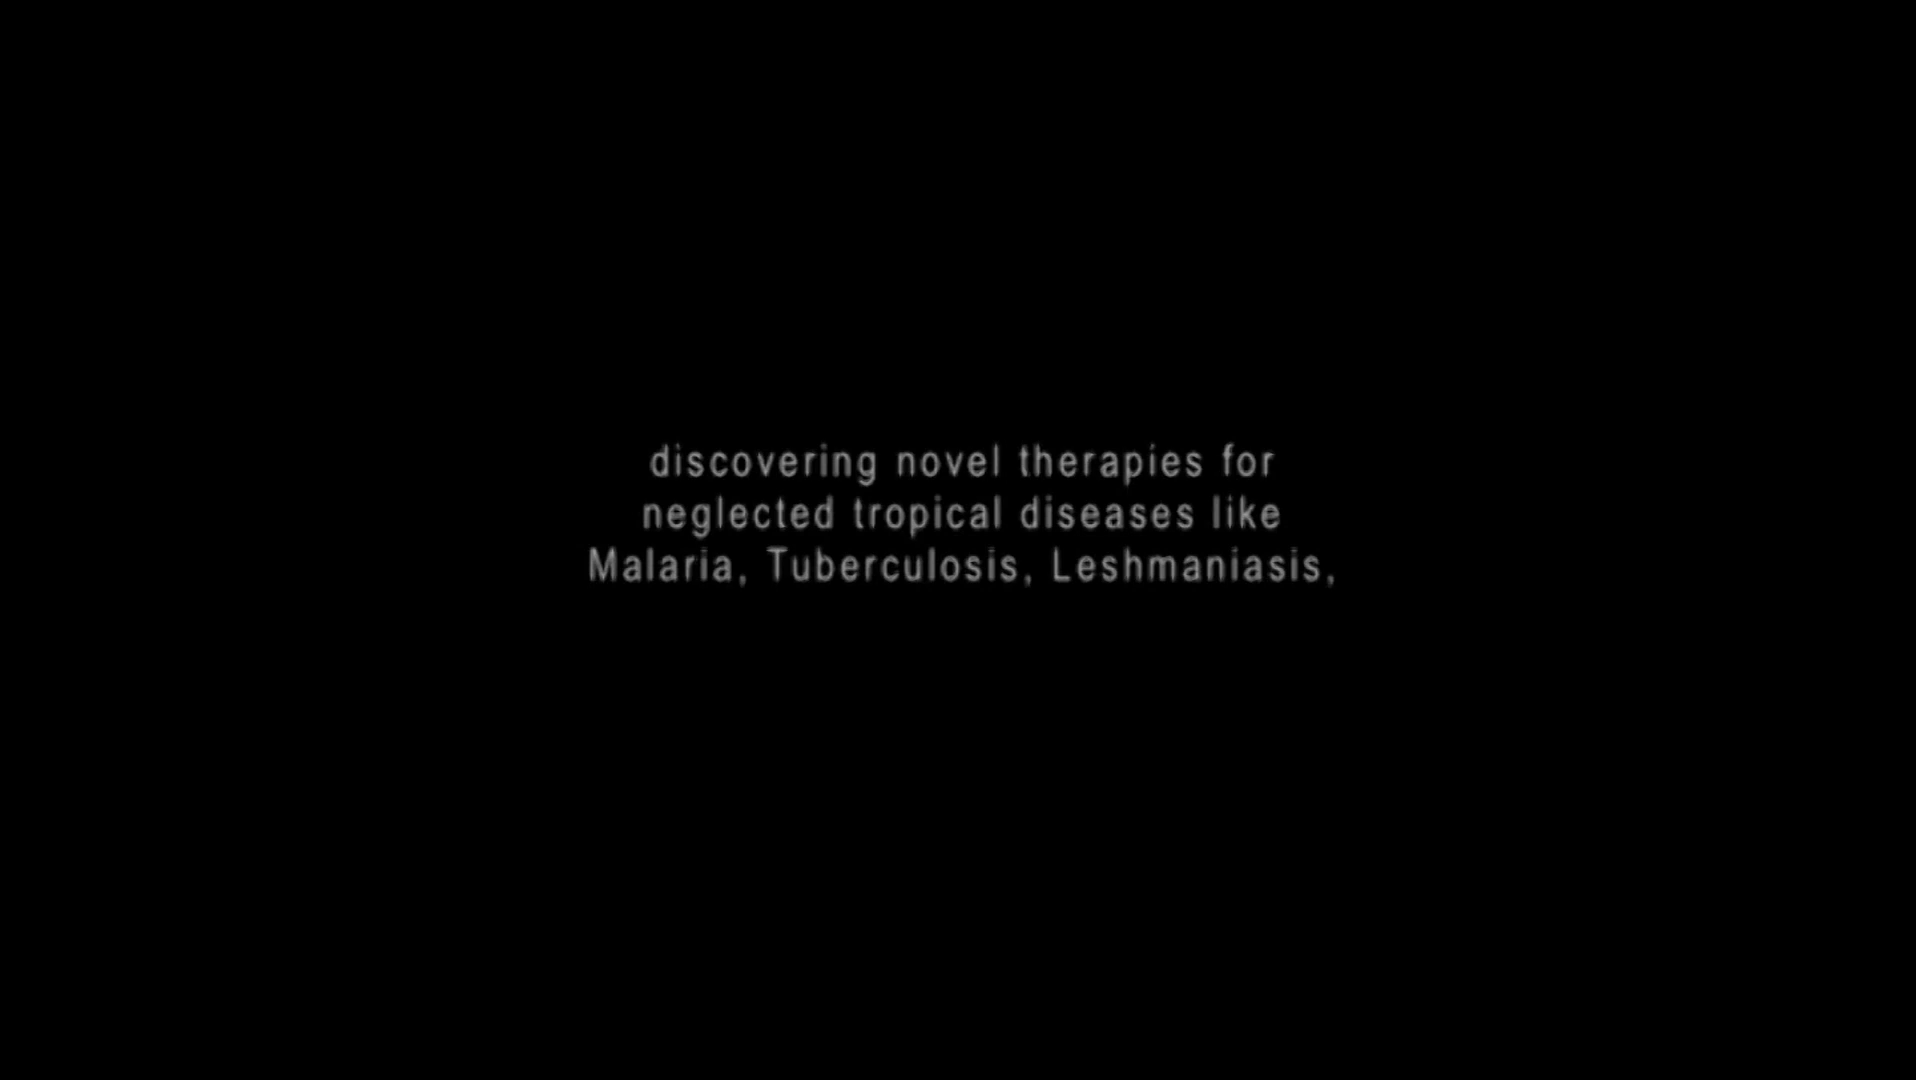 discovering novel therapies for
neglected tropical diseases like
Malaria, Tuberculosis, Leshmaniasis,